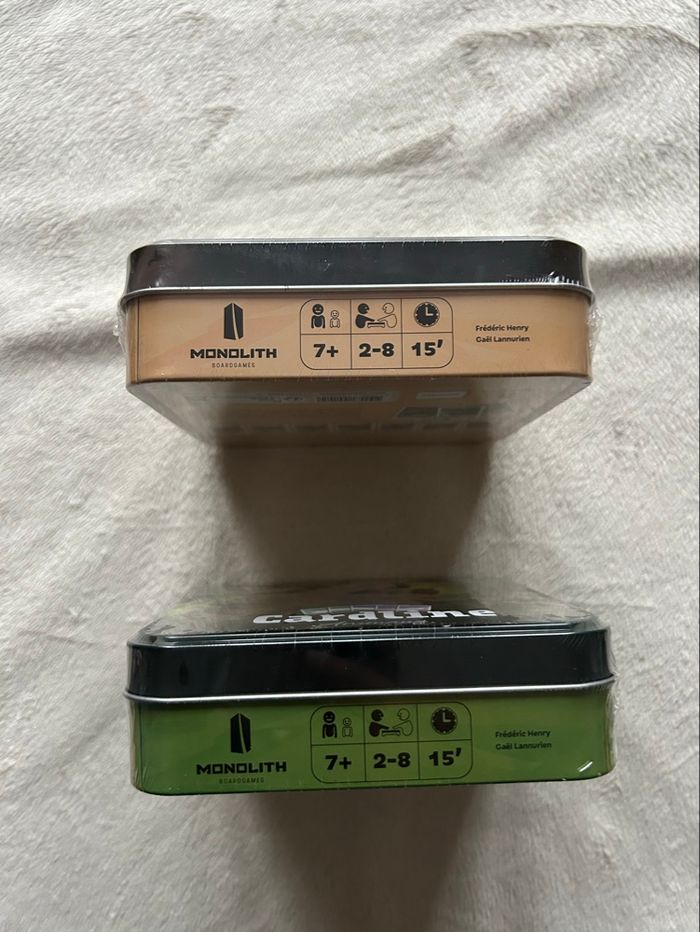 MONOLITH
BOARDGAMES
7+
2-8
15′
Frédéric Henry
Gaël Lannurien
Cardline
MONOLITH
BOARDGAMES
7+
2-8
15′
Frédéric Henry
Gaël Lannurien